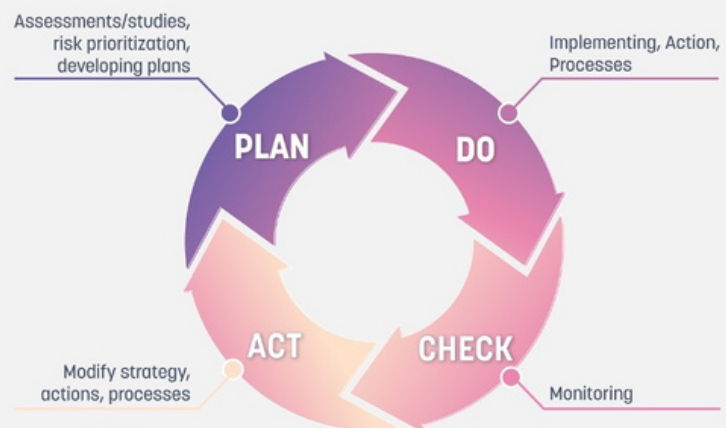 Assessments/studies,
risk prioritization,
developing plans
Implementing, Action,
Processes
PLAN
DO
ACT
CHECK
Modify strategy,
actions, processes
Monitoring